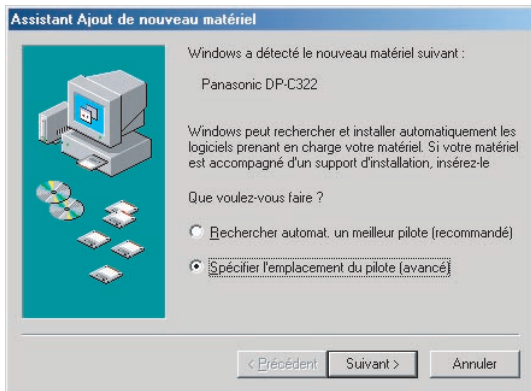 Assistant Ajout de nouveau matériel
Windows a détecté le nouveau matériel suivant :
Panasonic DP-C322
Windows peut rechercher et installer automatiquement les
logiciels prenant en charge votre matériel. Si votre matériel
est accompagné d'un support d'installation, insérez-le
Que voulez-vous faire ?
Rechercher automat. un meilleur pilote (recommandé)
Spécifier l'emplacement du pilote (avancé)
< Précédent Suivant > Annuler